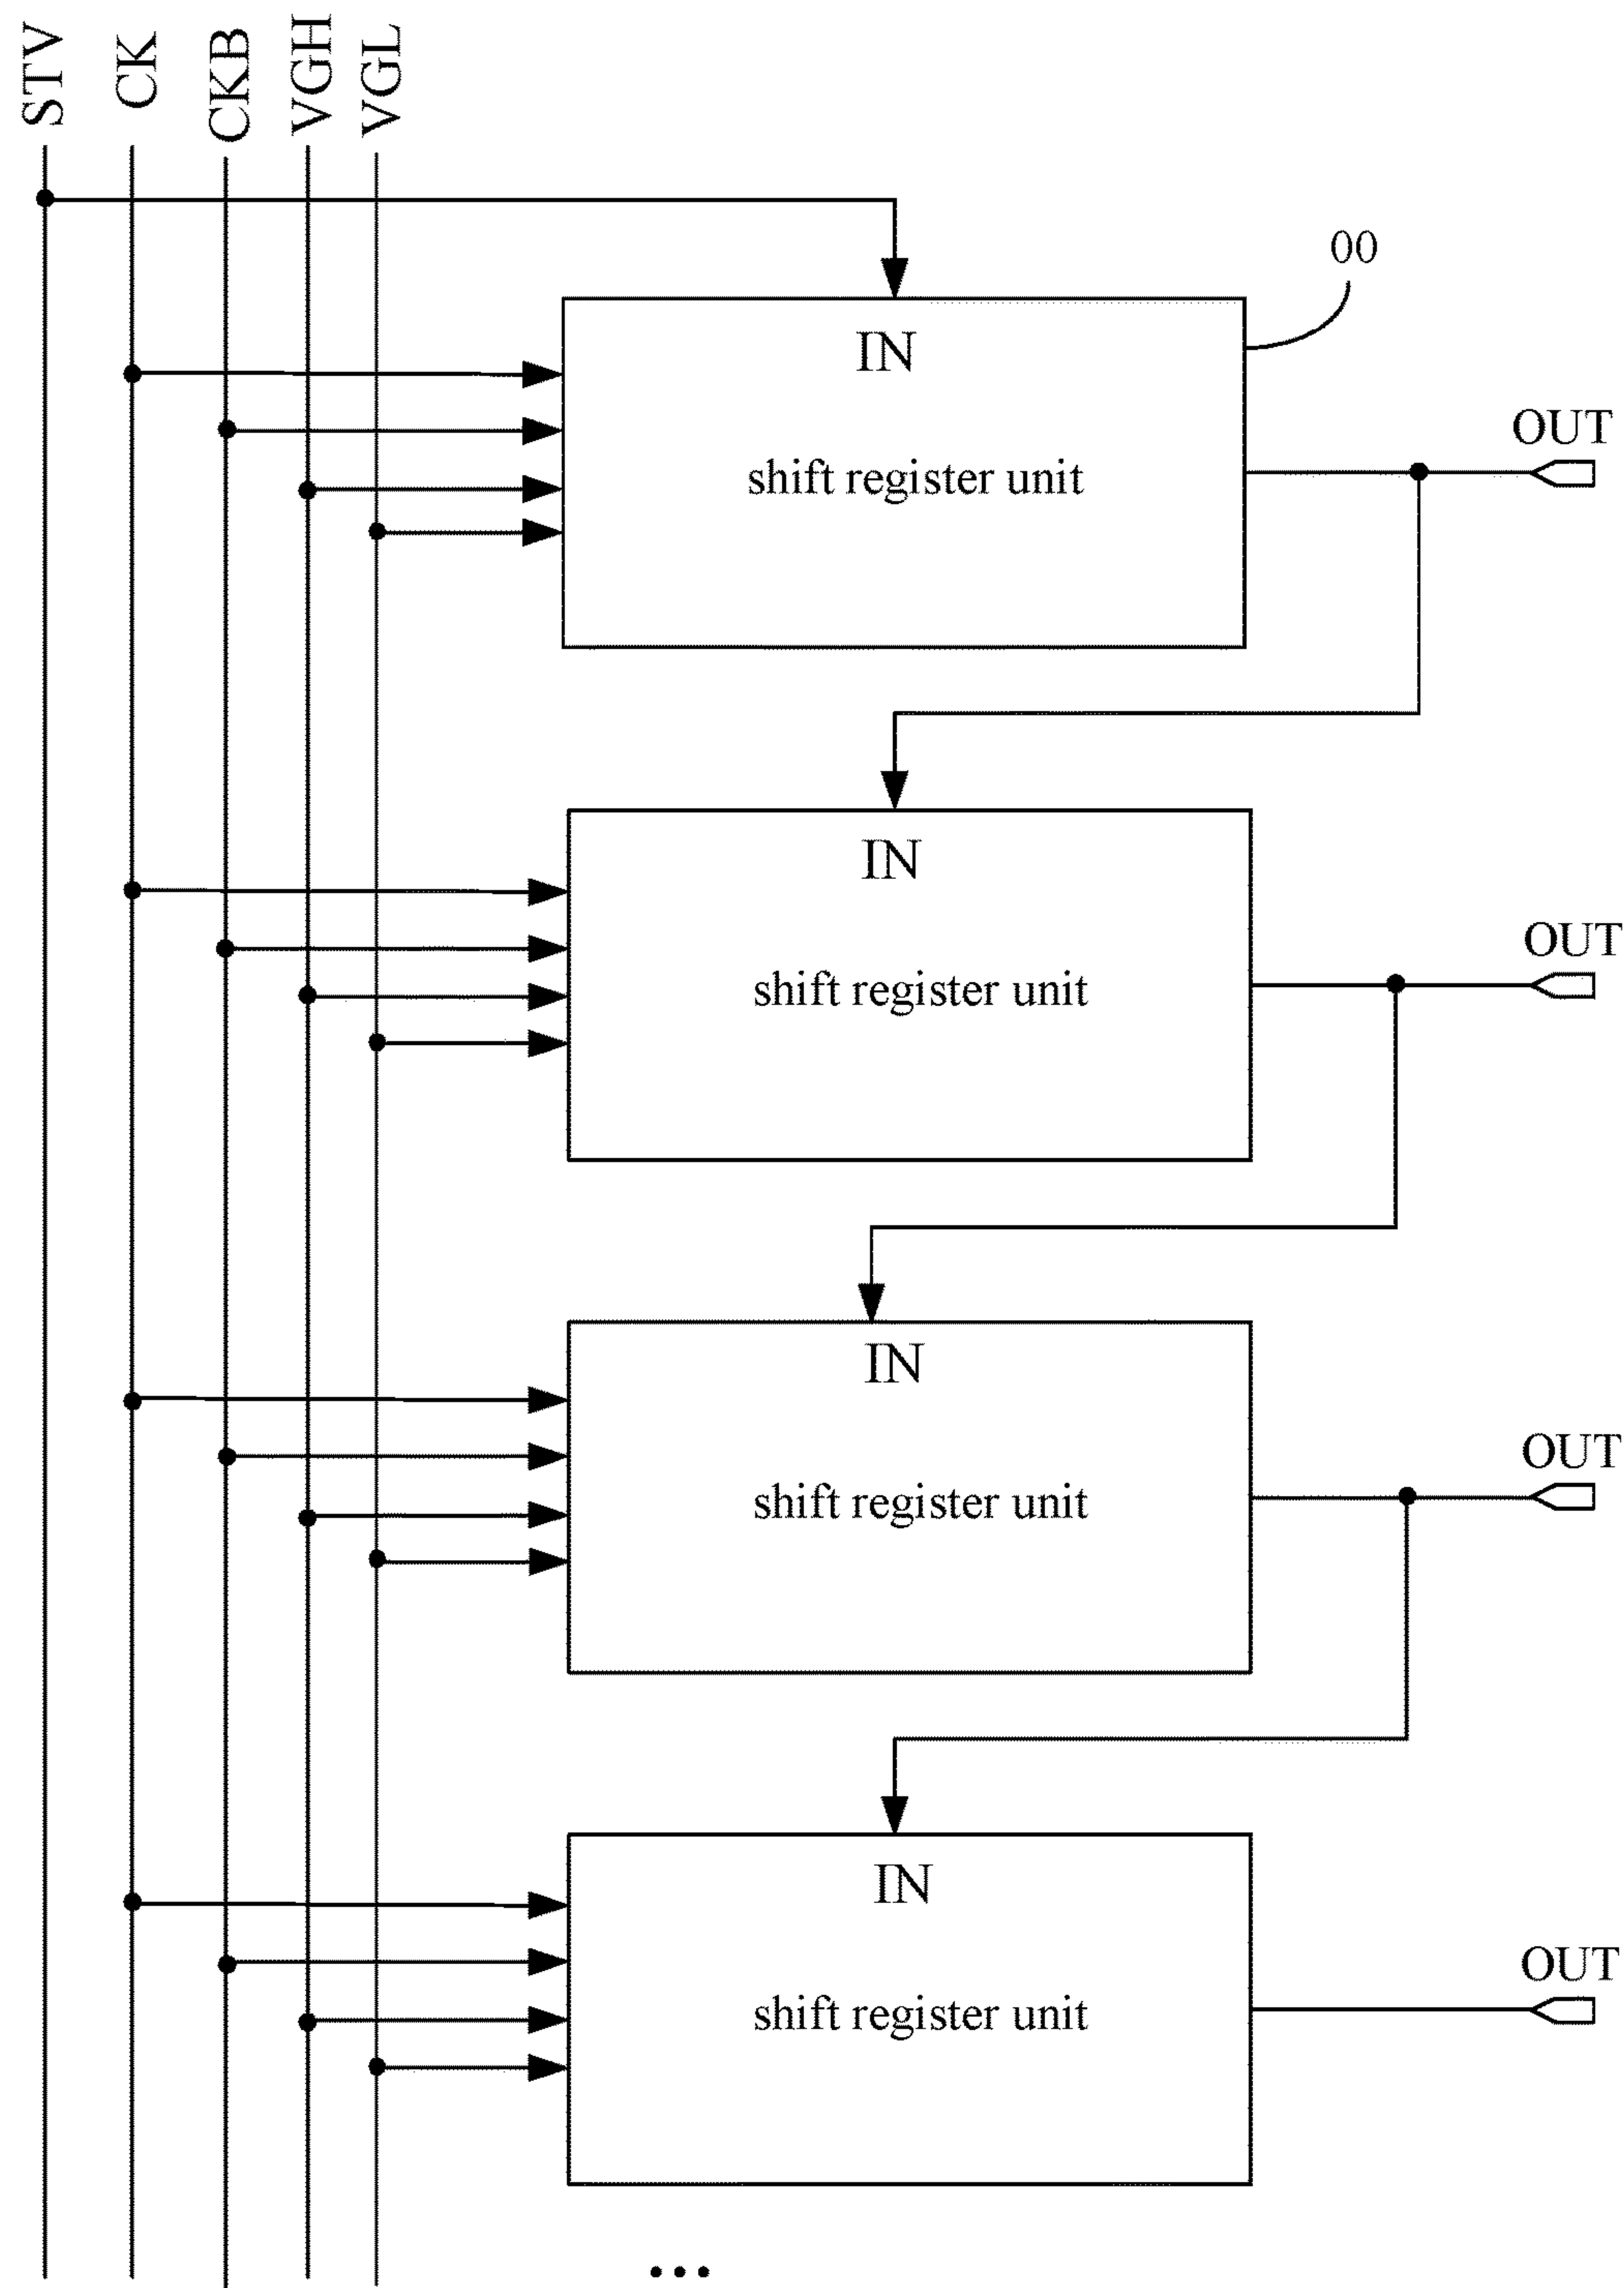 STV
CK
CKB
VGH
VGL
00
IN
shift register unit
OUT
IN
shift register unit
OUT
IN
shift register unit
OUT
IN
shift register unit
OUT
...